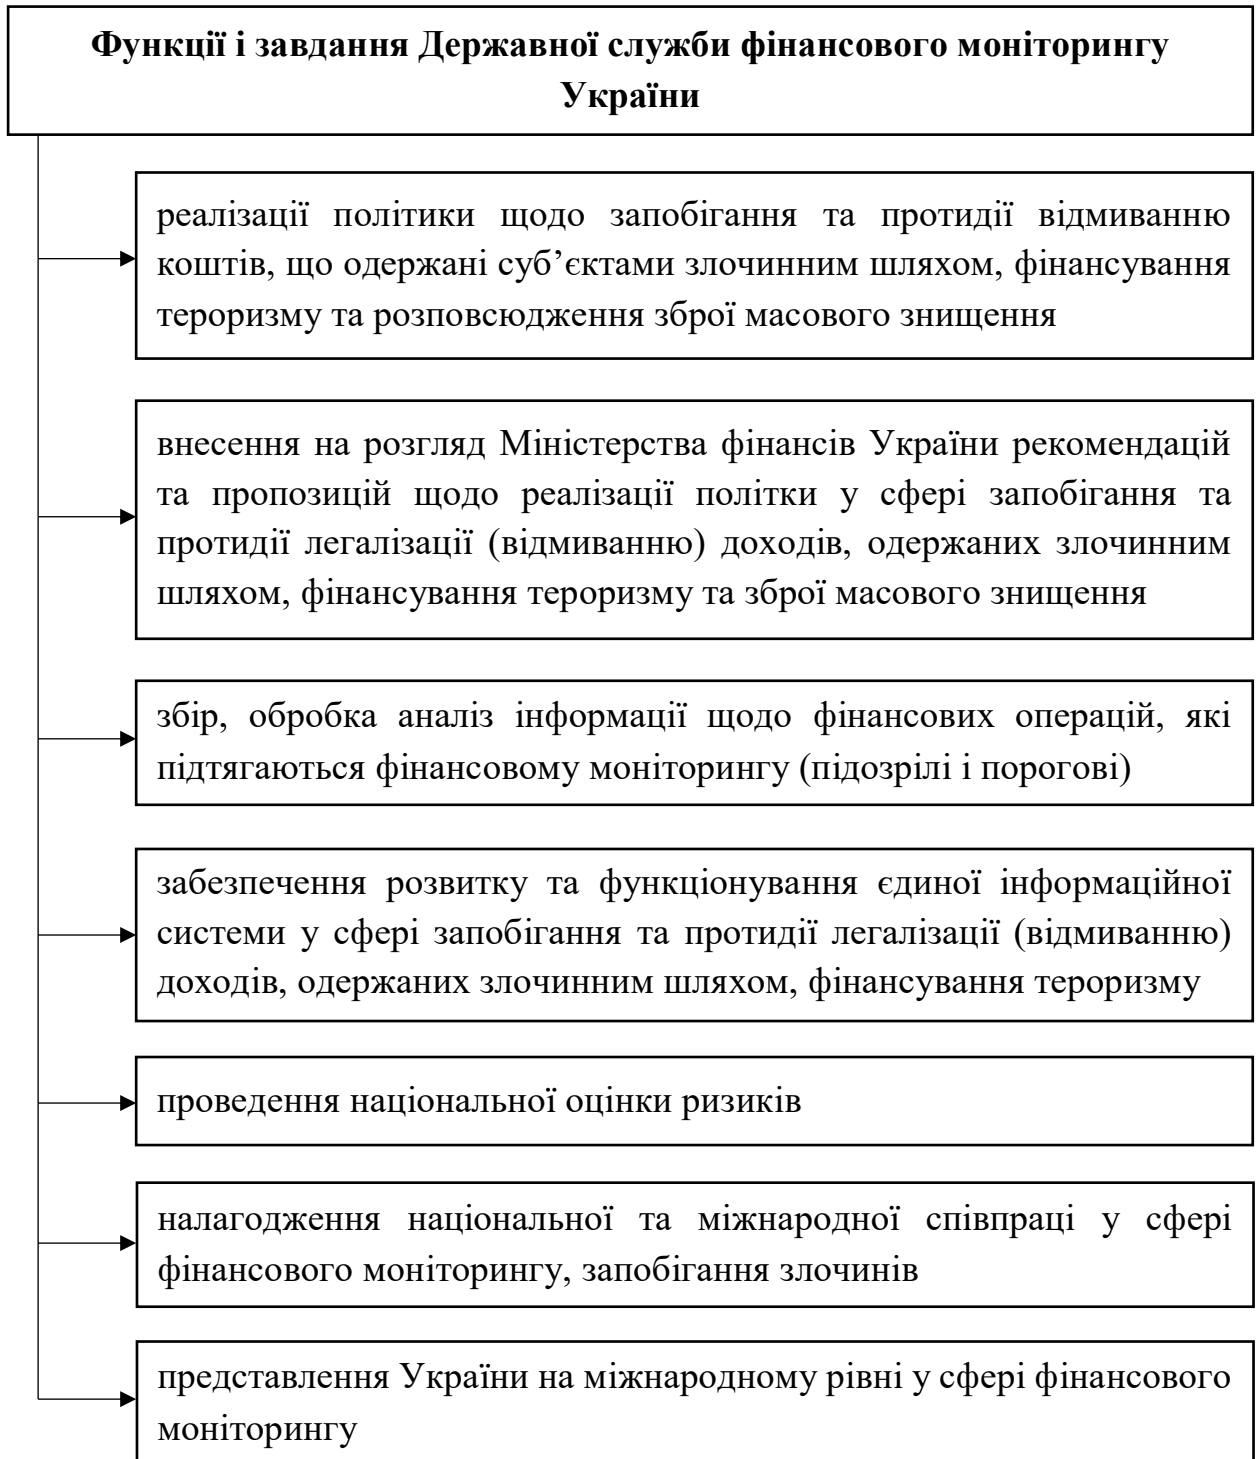 Функції і завдання Державної служби фінансового моніторингу
України
реалізації політики щодо запобігання та протидії відмиванню
коштів, що одержані суб’єктами злочинним шляхом, фінансування
тероризму та розповсюдження зброї масового знищення
внесення на розгляд Міністерства фінансів України рекомендацій
та пропозицій щодо реалізації політки у сфері запобігання та
протидії легалізації (відмиванню) доходів, одержаних злочинним
шляхом, фінансування тероризму та зброї масового знищення
збір, обробка аналіз інформації щодо фінансових операцій, які
підтягаються фінансовому моніторингу (підозрілі і порогові)
забезпечення розвитку та функціонування єдиної інформаційної
системи у сфері запобігання та протидії легалізації (відмиванню)
доходів, одержаних злочинним шляхом, фінансування тероризму
проведення національної оцінки ризиків
налагодження національної та міжнародної співпраці у сфері
фінансового моніторингу, запобігання злочинів
представлення України на міжнародному рівні у сфері фінансового
моніторингу